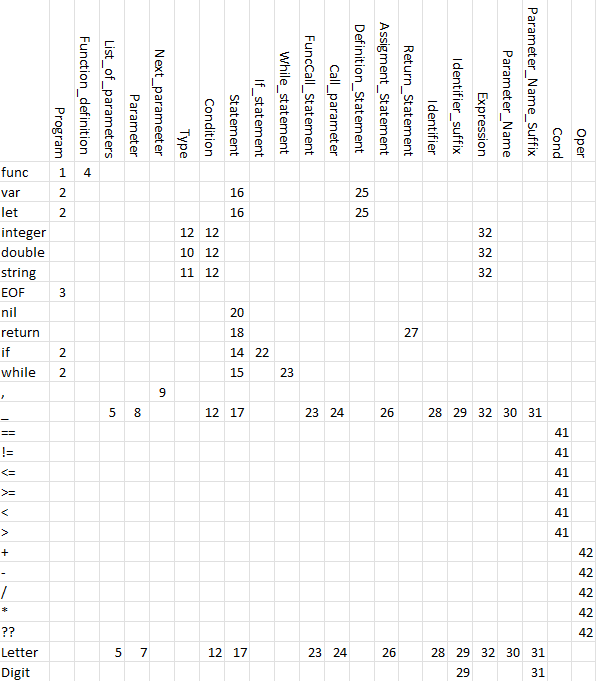 Program Function_definition List_of_parameters Parameter Next_parameeter Type Condition Statement If_statement While_statement FuncCall_Statement Call_parameter Definition_Statement Assigment_Statement Return_Statement Identifier Identifier_suffix Expression Parameter_Name Parameter_Name_Suffix Cond Oper
func 1 4
var 2 16 25
let 2 16 25
integer 12 12 32
double 10 12 32
string 11 12 32
EOF 3
nil 20
return 18 27
if 2 14 22
while 2 15 23
, 9
_ 5 8 12 17 23 24 26 28 29 32 30 31
== 41
!= 41
<= 41
>= 41
< 41
> 41
+ 42
- 42
/ 42
* 42
?? 42
Letter 5 7 12 17 23 24 26 28 29 32 30 31
Digit 29 31